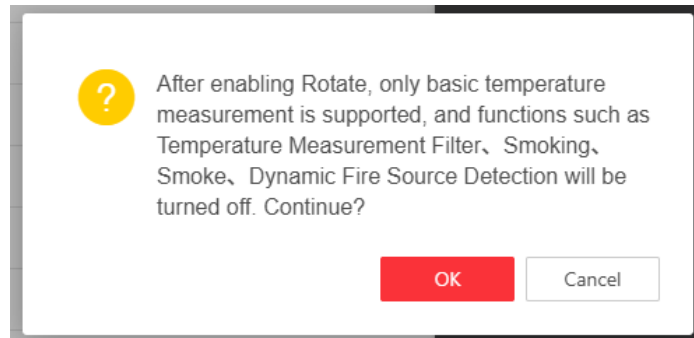 ?
After enabling Rotate, only basic temperature
measurement is supported, and functions such as
Temperature Measurement Filter、Smoking、
Smoke、Dynamic Fire Source Detection will be
turned off. Continue?
OK Cancel